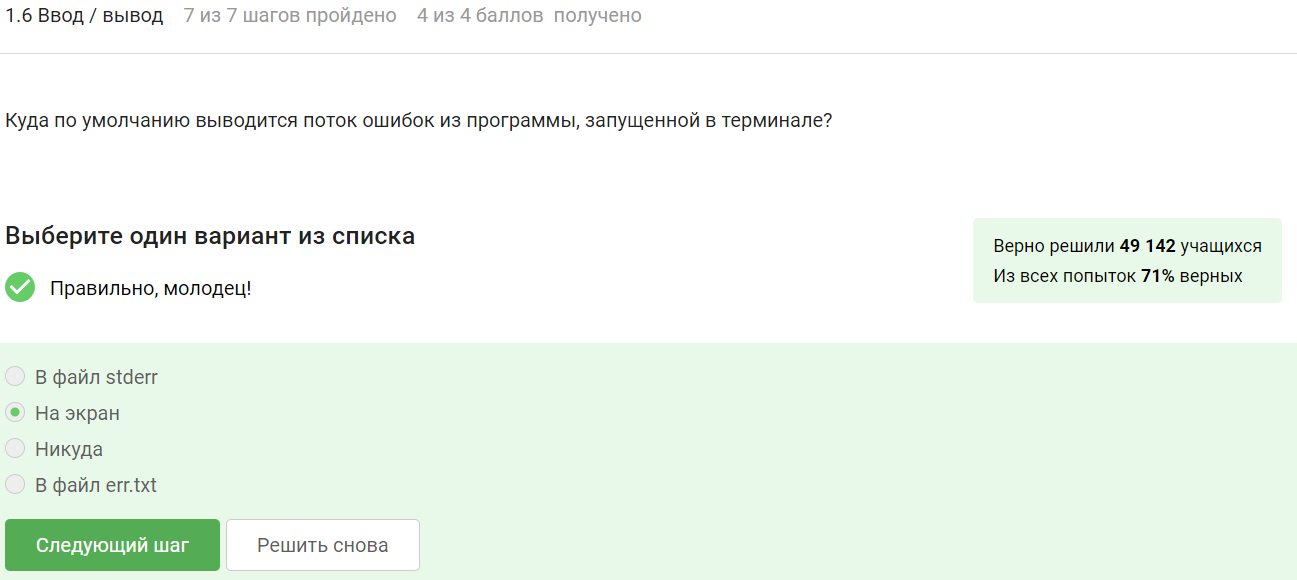 1.6 Ввод / вывод 7 из 7 шагов пройдено 4 из 4 баллов получено
Куда по умолчанию выводится поток ошибок из программы, запущенной в терминале?
Выберите один вариант из списка
Правильно, молодец!
Верно решили 49 142 учащихся
Из всех попыток 71% верных
В файл stderr
На экран
Никуда
В файл err.txt
Следующий шаг
Решить снова